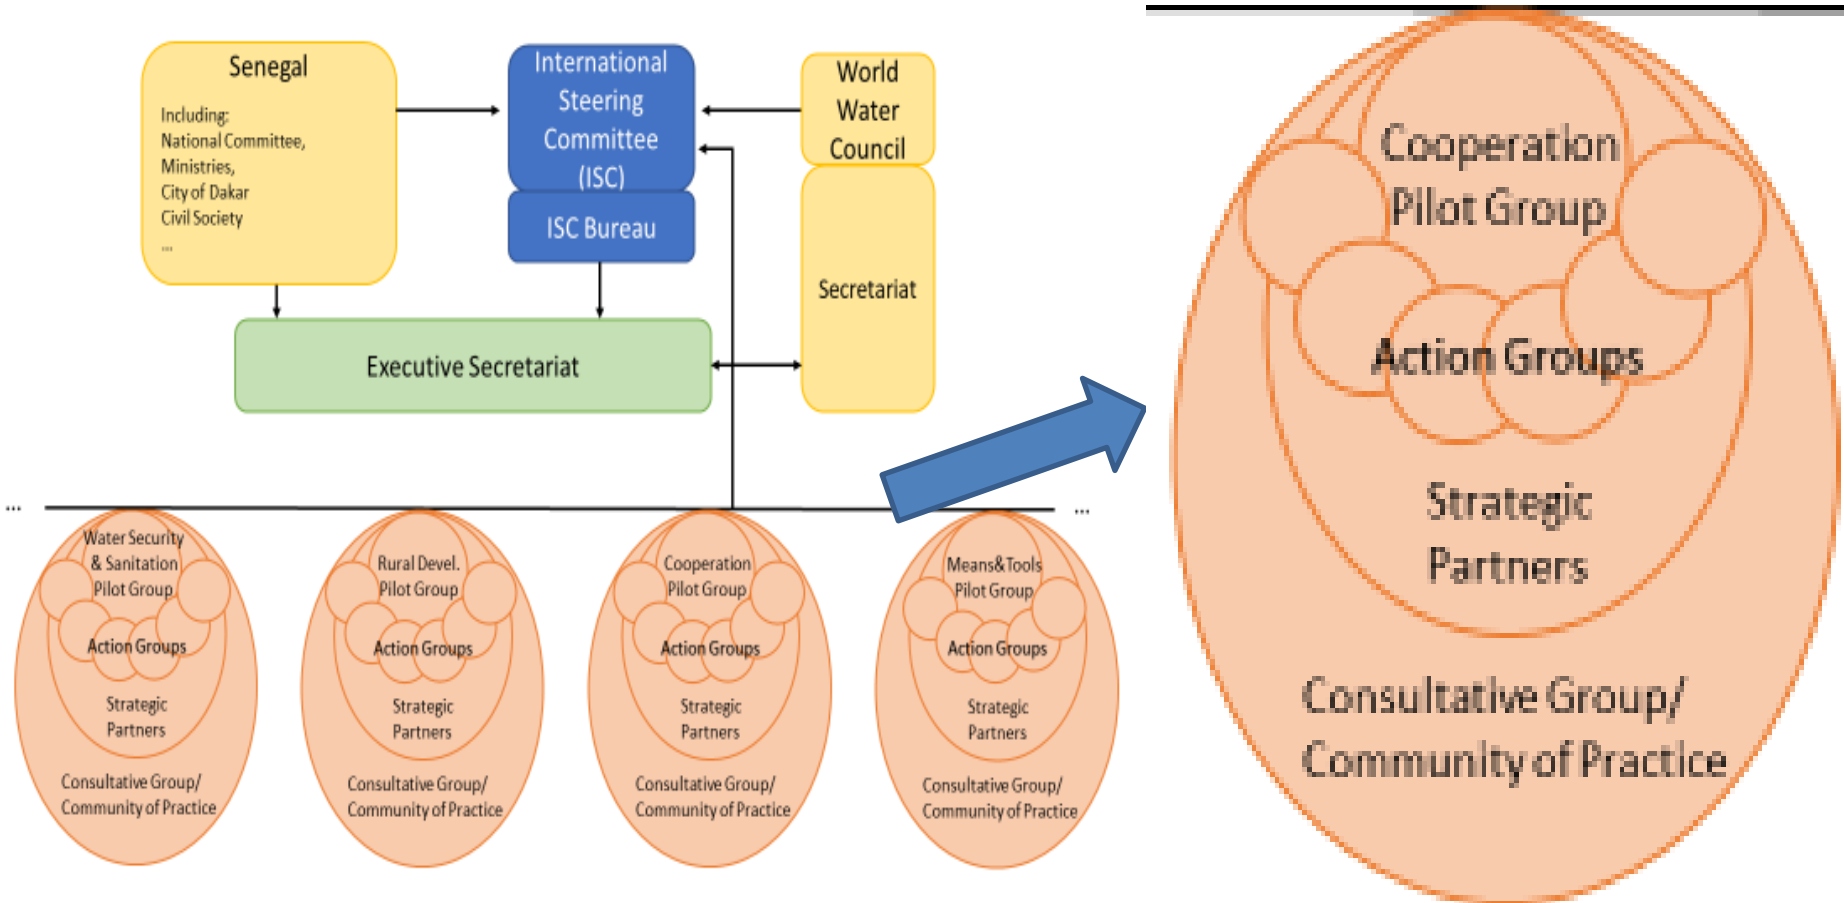 Senegal
Including:
National Committee,
Ministries,
City of Dakar
Civil Society
...
International
Steering
Committee
(ISC)
ISC Bureau
World
Water
Council
Secretariat
Executive Secretariat
...
...
Water Security
& Sanitation
Pilot Group
Action Groups
Strategic
Partners
Consultative Group/
Community of Practice
Rural Devel.
Pilot Group
Action Groups
Strategic
Partners
Consultative Group/
Community of Practice
Cooperation
Pilot Group
Action Groups
Strategic
Partners
Consultative Group/
Community of Practice
Means&Tools
Pilot Group
Action Groups
Strategic
Partners
Consultative Group/
Community of Practice
Cooperation
Pilot Group
Action Groups
Strategic
Partners
Consultative Group/
Community of Practice